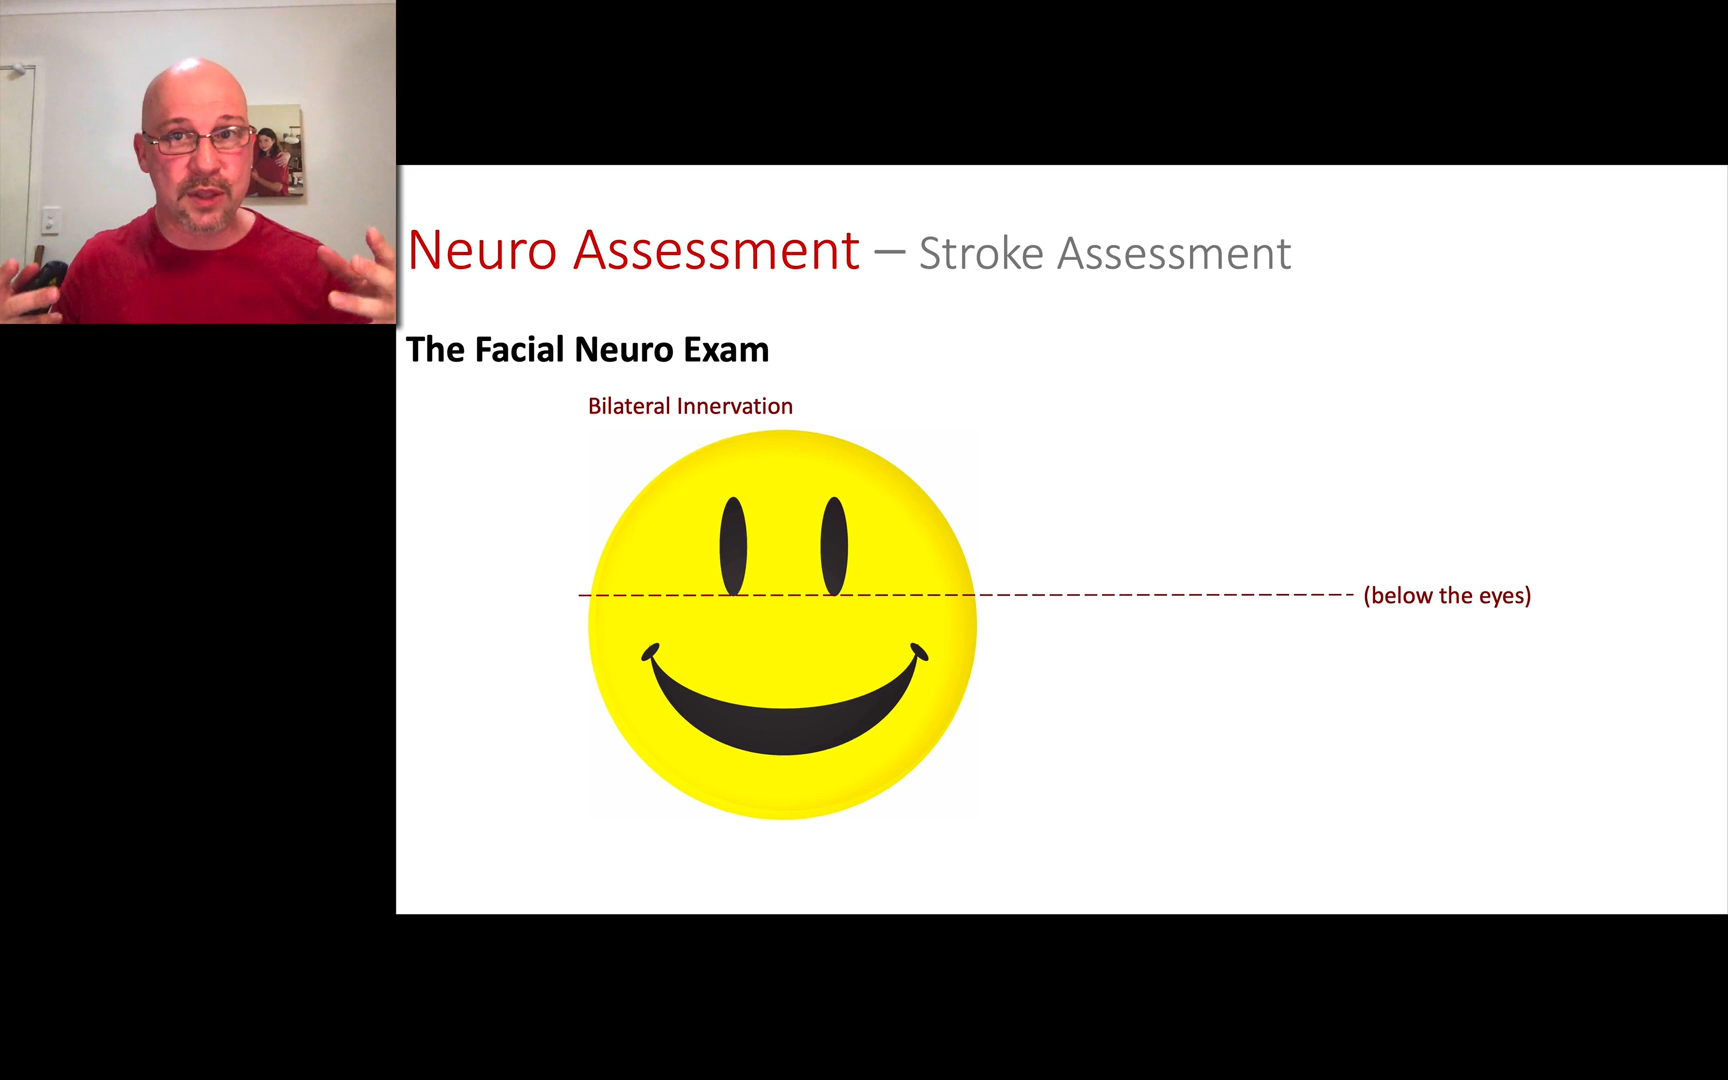 Neuro Assessment – Stroke Assessment
The Facial Neuro Exam
Bilateral Innervation
(below the eyes)